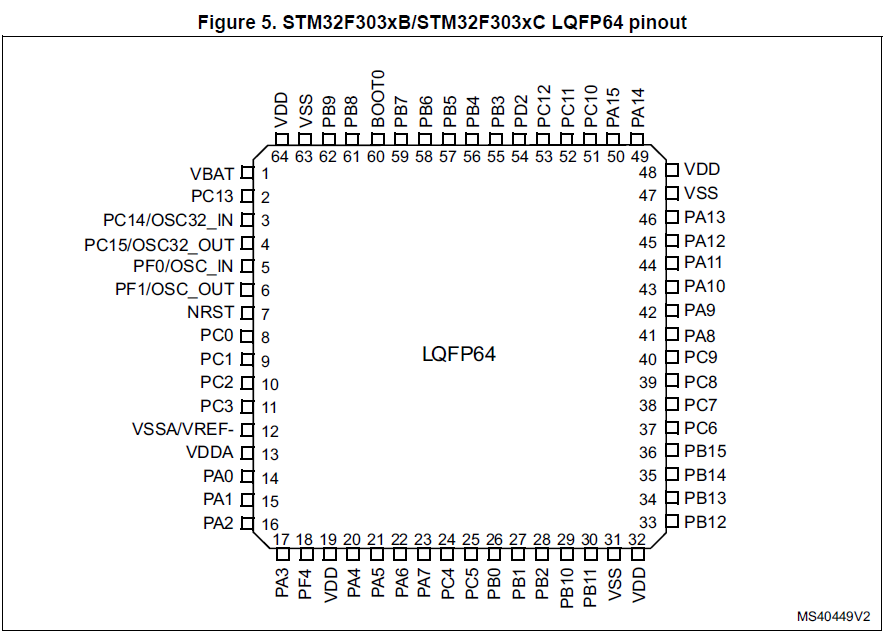 Figure 5. STM32F303xB/STM32F303xC LQFP64 pinout
VDD VSS PB9 PB8 BOOT0 PB7 PB6 PB5 PB4 PB3 PD2 PC12 PC11 PC10 PA15 PA14
64 63 62 61 60 59 58 57 56 55 54 53 52 51 50 49
VBAT 1
PC13 2
PC14/OSC32_IN 3
PC15/OSC32_OUT 4
PF0/OSC_IN 5
PF1/OSC_OUT 6
NRST 7
PC0 8
PC1 9
PC2 10
PC3 11
VSSA/VREF- 12
VDDA 13
PA0 14
PA1 15
PA2 16
LQFP64
48 VDD
47 VSS
46 PA13
45 PA12
44 PA11
43 PA10
42 PA9
41 PA8
40 PC9
39 PC8
38 PC7
37 PC6
36 PB15
35 PB14
34 PB13
33 PB12
17 18 19 20 21 22 23 24 25 26 27 28 29 30 31 32
PA3 PF4 VDD PA4 PA5 PA6 PA7 PC4 PC5 PB0 PB1 PB2 PB10 PB11 VSS VDD
MS40449V2